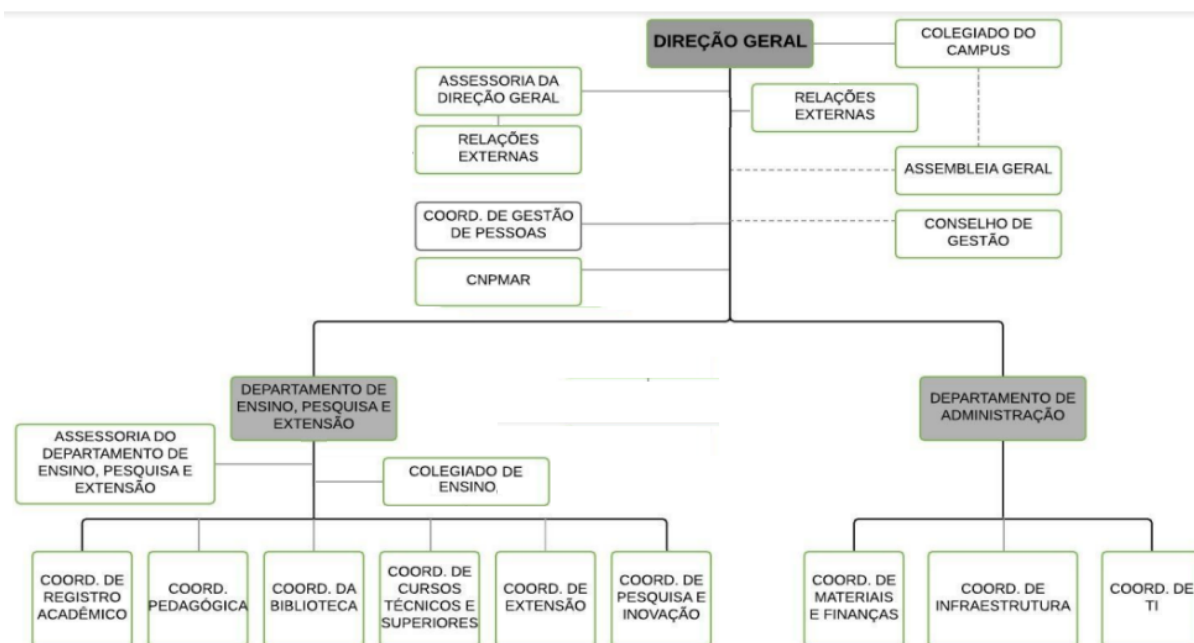 DIREÇÃO GERAL
COLEGIADO DO
CAMPUS
ASSESSORIA DA
DIREÇÃO GERAL
RELAÇÕES
EXTERNAS
RELAÇÕES
EXTERNAS
ASSEMBLEIA GERAL
COORD. DE GESTÃO
DE PESSOAS
CONSELHO DE
GESTÃO
CNPMAR
DEPARTAMENTO DE
ENSINO, PESQUISA E
EXTENSÃO
DEPARTAMENTO DE
ADMINISTRAÇÃO
ASSESSORIA DO
DEPARTAMENTO DE
ENSINO, PESQUISA E
EXTENSÃO
COLEGIADO DE
ENSINO
COORD. DE
REGISTRO
ACADÊMICO
COORD.
PEDAGÓGICA
COORD. DA
BIBLIOTECA
COORD. DE
CURSOS
TÉCNICOS E
SUPERIORES
COORD. DE
EXTENSÃO
COORD. DE
PESQUISA E
INOVAÇÃO
COORD. DE
MATERIAIS
E FINANÇAS
COORD. DE
INFRAESTRUTURA
COORD. DE
TI